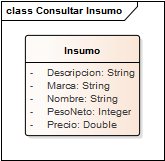 class Consultar Insumo
Insumo
- Descripcion: String
- Marca: String
- Nombre: String
- PesoNeto: Integer
- Precio: Double